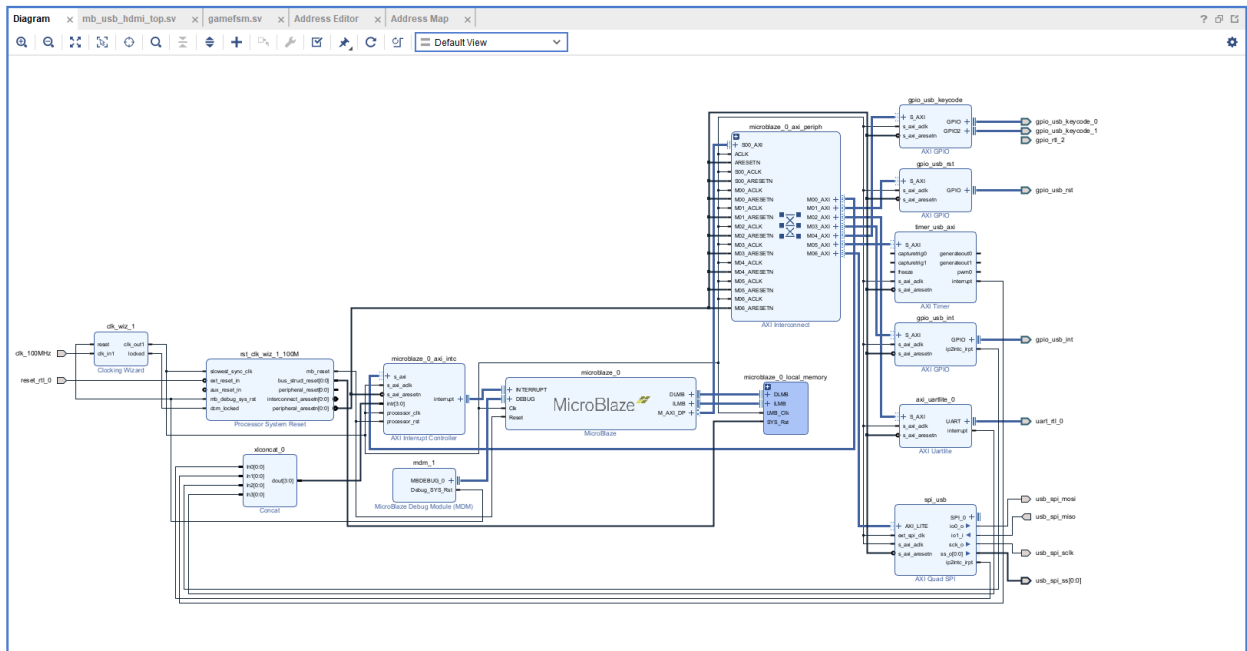 Diagram
mb_usb_hdmi_top.sv
gamefsm.sv
Address Editor
Address Map
Default View
clk_100MHz
reset_rtl_0
clk_wiz_1
reset
clk_in1
clk_out1
locked
Clocking Wizard
rst_clk_wiz_1_100M
slowest_sync_clk
ext_reset_in
aux_reset_in
mb_debug_sys_rst
dcm_locked
mb_reset
bus_struct_reset[0:0]
peripheral_reset[0:0]
interconnect_aresetn[0:0]
peripheral_aresetn[0:0]
Processor System Reset
xlconcat_0
In0[0:0]
In1[0:0]
In2[0:0]
In3[0:0]
dout[3:0]
Concat
microblaze_0_axi_intc
s_axi
s_axi_aclk
s_axi_aresetn
intr[3:0]
processor_clk
processor_rst
interrupt
AXI Interrupt Controller
mdm_1
MBDEBUG_0
Debug_SYS_Rst
MicroBlaze Debug Module (MDM)
microblaze_0
INTERRUPT
DEBUG
Clk
Reset
MicroBlaze
DLMB
ILMB
M_AXI_DP
MicroBlaze
microblaze_0_axi_periph
S00_AXI
ACLK
ARESETN
S00_ACLK
S00_ARESETN
M00_ACLK
M00_ARESETN
M01_ACLK
M01_ARESETN
M02_ACLK
M02_ARESETN
M03_ACLK
M03_ARESETN
M04_ACLK
M04_ARESETN
M05_ACLK
M05_ARESETN
M06_ACLK
M06_ARESETN
M00_AXI
M01_AXI
M02_AXI
M03_AXI
M04_AXI
M05_AXI
M06_AXI
AXI Interconnect
microblaze_0_local_memory
DLMB
ILMB
LMB_Clk
SYS_Rst
gpio_usb_keycode
S_AXI
s_axi_aclk
s_axi_aresetn
GPIO
GPIO2
AXI GPIO
gpio_usb_rst
S_AXI
s_axi_aclk
s_axi_aresetn
GPIO
AXI GPIO
timer_usb_axi
S_AXI
capturetrig0
capturetrig1
freeze
s_axi_aclk
s_axi_aresetn
generateout0
generateout1
pwm0
interrupt
AXI Timer
gpio_usb_int
S_AXI
s_axi_aclk
s_axi_aresetn
GPIO
ip2intc_irpt
AXI GPIO
axi_uartlite_0
S_AXI
s_axi_aclk
s_axi_aresetn
UART
interrupt
AXI Uartlite
spi_usb
AXI_LITE
ext_spi_clk
s_axi_aclk
s_axi_aresetn
SPI_0
io0_o
io1_i
sck_o
ss_o[0:0]
ip2intc_irpt
AXI Quad SPI
gpio_usb_keycode_0
gpio_usb_keycode_1
gpio_rtl_2
gpio_usb_rst
gpio_usb_int
uart_rtl_0
usb_spi_mosi
usb_spi_miso
usb_spi_sclk
usb_spi_ss[0:0]